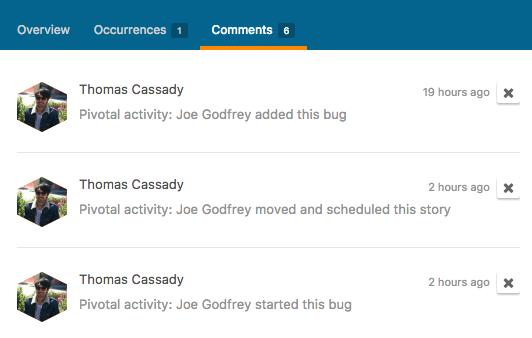 Overview Occurrences 1 Comments 6
Thomas Cassady 19 hours ago
Pivotal activity: Joe Godfrey added this bug
Thomas Cassady 2 hours ago
Pivotal activity: Joe Godfrey moved and scheduled this story
Thomas Cassady 2 hours ago
Pivotal activity: Joe Godfrey started this bug